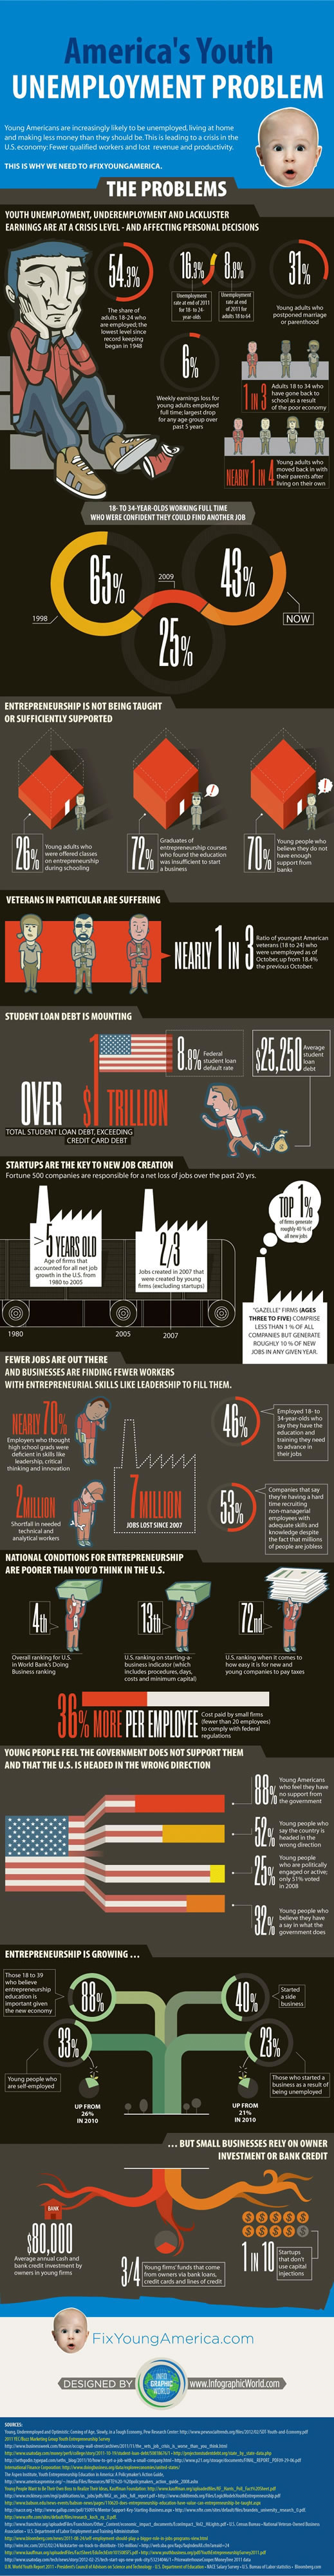 America's Youth
UNEMPLOYMENT PROBLEM
Young Americans are increasingly likely to be unemployed, living at home
and making less money than they should be. This is leading to a crisis in the
U.S. economy: Fewer qualified workers and lost revenue and productivity.
THIS IS WHY WE NEED TO #FIXYOUNGAMERICA.
THE PROBLEMS
YOUTH UNEMPLOYMENT, UNDEREMPLOYMENT AND LACKLUSTER
EARNINGS ARE AT A CRISIS LEVEL - AND AFFECTING PERSONAL DECISIONS
54.3%
The share of
adults 18-24 who
are employed; the
lowest level since
record keeping
began in 1948
16.3%
Unemployment
rate at end of 2011
for 18- to 24-
year-olds
8.8%
Unemployment
rate at end
of 2011 for
adults 18 to 64
31%
Young adults who
postponed marriage
or parenthood
6%
Weekly earnings loss for
young adults employed
full time; largest drop
for any age group over
past 5 years
1 IN 3
Adults 18 to 34 who
have gone back to
school as a result
of the poor economy
NEARLY 1 IN 4
Young adults who
moved back in with
their parents after
living on their own
18- TO 34-YEAR-OLDS WORKING FULL TIME
WHO WERE CONFIDENT THEY COULD FIND ANOTHER JOB
65%
1998
2009
25%
43%
NOW
ENTREPRENEURSHIP IS NOT BEING TAUGHT
OR SUFFICIENTLY SUPPORTED
26%
Young adults who
were offered classes
on entrepreneurship
during schooling
72%
Graduates of
entrepreneurship courses
who found the education
was insufficient to start
a business
70%
Young people who
believe they do not
have enough
support from
banks
VETERANS IN PARTICULAR ARE SUFFERING
NEARLY 1 IN 3
Ratio of youngest American
veterans (18 to 24) who
were unemployed as of
October, up from 18.4%
the previous October.
STUDENT LOAN DEBT IS MOUNTING
OVER $1 TRILLION
TOTAL STUDENT LOAN DEBT, EXCEEDING
CREDIT CARD DEBT
8.8%
Federal
student loan
default rate
$25,250
Average
student
loan
debt
STARTUPS ARE THE KEY TO NEW JOB CREATION
Fortune 500 companies are responsible for a net loss of jobs over the past 20 yrs.
>5 YEARS OLD
Age of firms that
accounted for all net job
growth in the U.S. from
1980 to 2005
2/3
Jobs created in 2007 that
were created by young
firms (excluding startups)
TOP 1%
of firms generate
roughly 40% of
all new jobs
1980
2005
2007
"GAZELLE" FIRMS (AGES
THREE TO FIVE) COMPRISE
LESS THAN 1 % OF ALL
COMPANIES BUT GENERATE
ROUGHLY 10 % OF NEW
JOBS IN ANY GIVEN YEAR.
FEWER JOBS ARE OUT THERE
AND BUSINESSES ARE FINDING FEWER WORKERS
WITH ENTREPRENEURIAL SKILLS LIKE LEADERSHIP TO FILL THEM.
NEARLY 70%
Employers who thought
high school grads were
deficient in skills like
leadership, critical
thinking and innovation
46%
Employed 18- to
34-year-olds who
say they have the
education and
training they need
to advance in
their jobs
2 MILLION
Shortfall in needed
technical and
analytical workers
7 MILLION
JOBS LOST SINCE 2007
53%
Companies that say
they're having a hard
time recruiting
non-managerial
employees with
adequate skills and
knowledge despite
the fact that millions
of people are jobless
NATIONAL CONDITIONS FOR ENTREPRENEURSHIP
ARE POORER THAN YOU'D THINK IN THE U.S.
4th
Overall ranking for U.S.
in World Bank's Doing
Business ranking
13th
U.S. ranking on starting-a-
business indicator (which
includes procedures, days,
costs and minimum capital)
72nd
U.S. ranking when it comes to
how easy it is for new and
young companies to pay taxes
36% MORE PER EMPLOYEE
Cost paid by small firms
(fewer than 20 employees)
to comply with federal
regulations
YOUNG PEOPLE FEEL THE GOVERNMENT DOES NOT SUPPORT THEM
AND THAT THE U.S. IS HEADED IN THE WRONG DIRECTION
88%
Young Americans
who feel they have
no support from
the government
52%
Young people who
say the country is
headed in the
wrong direction
25%
Young people
who are politically
engaged or active;
only 51% voted
in 2008
32%
Young people who
believe they have
a say in what the
government does
ENTREPRENEURSHIP IS GROWING ...
Those 18 to 39
who believe
entrepreneurship
education is
important given
the new economy
88%
40%
Started
a side
business
33%
Young people who
are self-employed
UP FROM
26%
IN 2010
23%
Those who started a
business as a result of
being unemployed
UP FROM
21%
IN 2010
... BUT SMALL BUSINESSES RELY ON OWNER
INVESTMENT OR BANK CREDIT
BANK
$80,000
Average annual cash and
bank credit investment by
owners in young firms
3/4
Young firms' funds that come
from owners via bank loans,
credit cards and lines of credit
1 IN 10
Startups
that don't
use capital
injections
FixYoungAmerica.com
DESIGNED BY
INFO
GRAPHIC
WORLD
www.InfographicWorld.com
SOURCES: